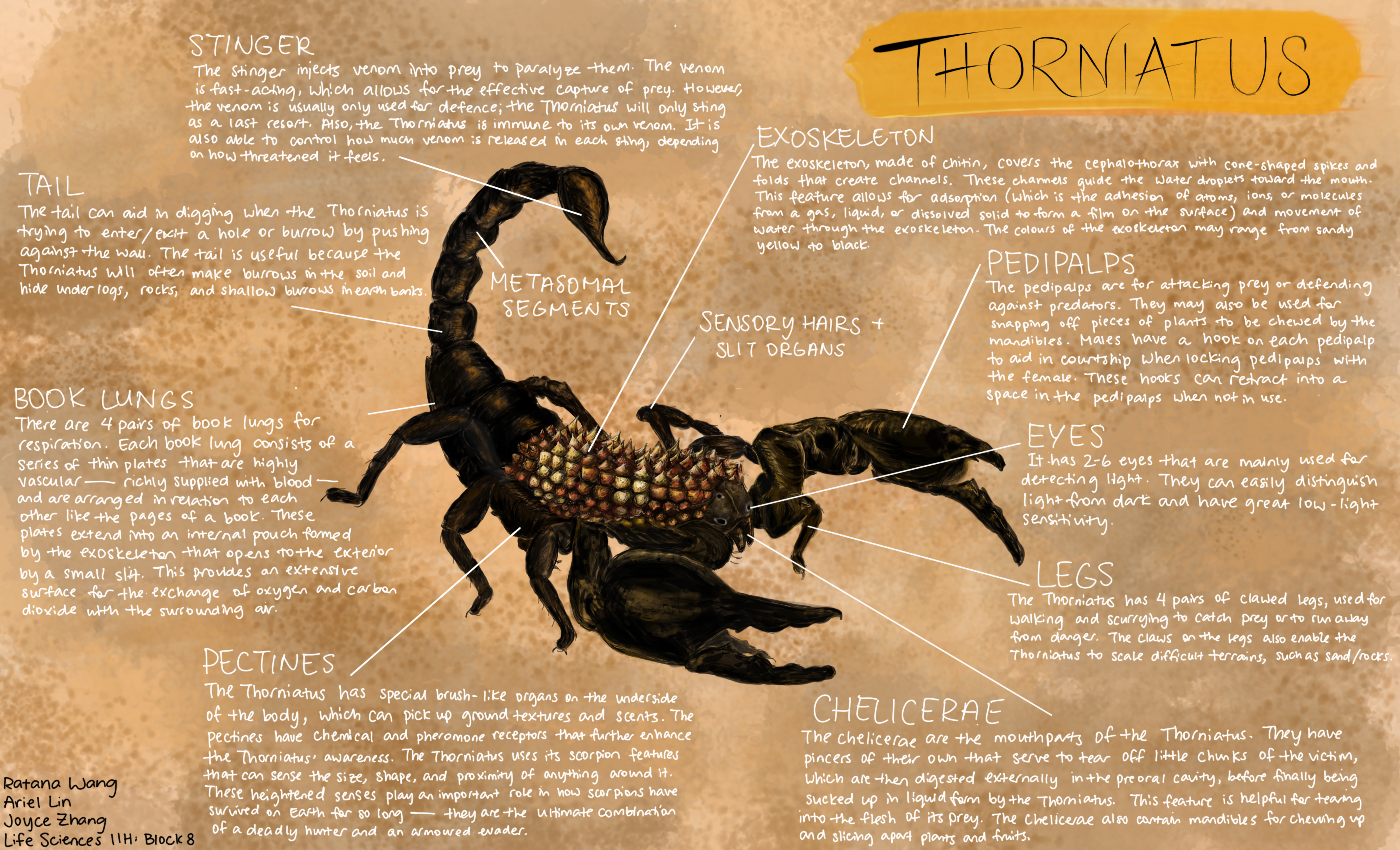 THORNIATUS
STINGER
The stinger injects venom into prey to paralyze them. The venom
is fast-acting, which allows for the effective capture of prey. However,
the venom is usually only used for defence; the Thorniatus will only sting
as a last resort. Also, the Thorniatus is immune to its own venom. It is
also able to control how much venom is released in each sting, depending
on how threatened it feels.
TAIL
The tail can aid in digging when the Thorniatus is
trying to enter/exit a hole or burrow by pushing
against the wall. The tail is useful because the
Thorniatus will often make burrows in the soil and
hide under logs, rocks, and shallow burrows in earth banks.
METASOMAL
SEGMENTS
EXOSKELETON
The exoskeleton, made of chitin, covers the cephalothorax with cone-shaped spikes and
folds that create channels. These channels guide the water droplets toward the mouth.
This feature allows for adsorption (which is the adhesion of atoms, ions, or molecules
from a gas, liquid, or dissolved solid to form a film on the surface) and movement of
water through the exoskeleton. The colours of the exoskeleton may range from sandy
yellow to black.
SENSORY HAIRS +
SLIT ORGANS
PEDIPALPS
The pedipalps are for attacking prey or defending
against predators. They may also be used for
snapping off pieces of plants to be chewed by the
mandibles. Males have a hook on each pedipalp
to aid in courtship when locking pedipalps with
the female. These hooks can retract into a
space in the pedipalps when not in use.
BOOK LUNGS
There are 4 pairs of book lungs for
respiration. Each book lung consists of a
series of thin plates that are highly
vascular — richly supplied with blood —
and are arranged in relation to each
other like the pages of a book. These
plates extend into an internal pouch formed
by the exoskeleton that opens to the exterior
by a small slit. This provides an extensive
surface for the exchange of oxygen and carbon
dioxide with the surrounding air.
EYES
It has 2-6 eyes that are mainly used for
detecting light. They can easily distinguish
light from dark and have great low-light
sensitivity.
LEGS
The Thorniatus has 4 pairs of clawed legs, used for
walking and scurrying to catch prey or to run away
from danger. The claws on the legs also enable the
Thorniatus to scale difficult terrains, such as sand/rocks.
PECTINES
The Thorniatus has special brush-like organs on the underside
of the body, which can pick up ground textures and scents. The
pectines have chemical and pheromone receptors that further enhance
the Thorniatus' awareness. The Thorniatus uses its scorpion features
that can sense the size, shape, and proximity of anything around it.
These heightened senses play an important role in how scorpions have
survived on Earth for so long — they are the ultimate combination
of a deadly hunter and an armoured evader.
CHELICERAE
The chelicerae are the mouthparts of the Thorniatus. They have
pincers of their own that serve to tear off little chunks of the victim,
which are then digested externally in the preoral cavity, before finally being
sucked up in liquid form by the Thorniatus. This feature is helpful for tearing
into the flesh of its prey. The chelicerae also contain mandibles for chewing up
and slicing apart plants and fruits.
Ratana Wang
Ariel Lin
Joyce Zhang
Life Sciences 11H: Block 8